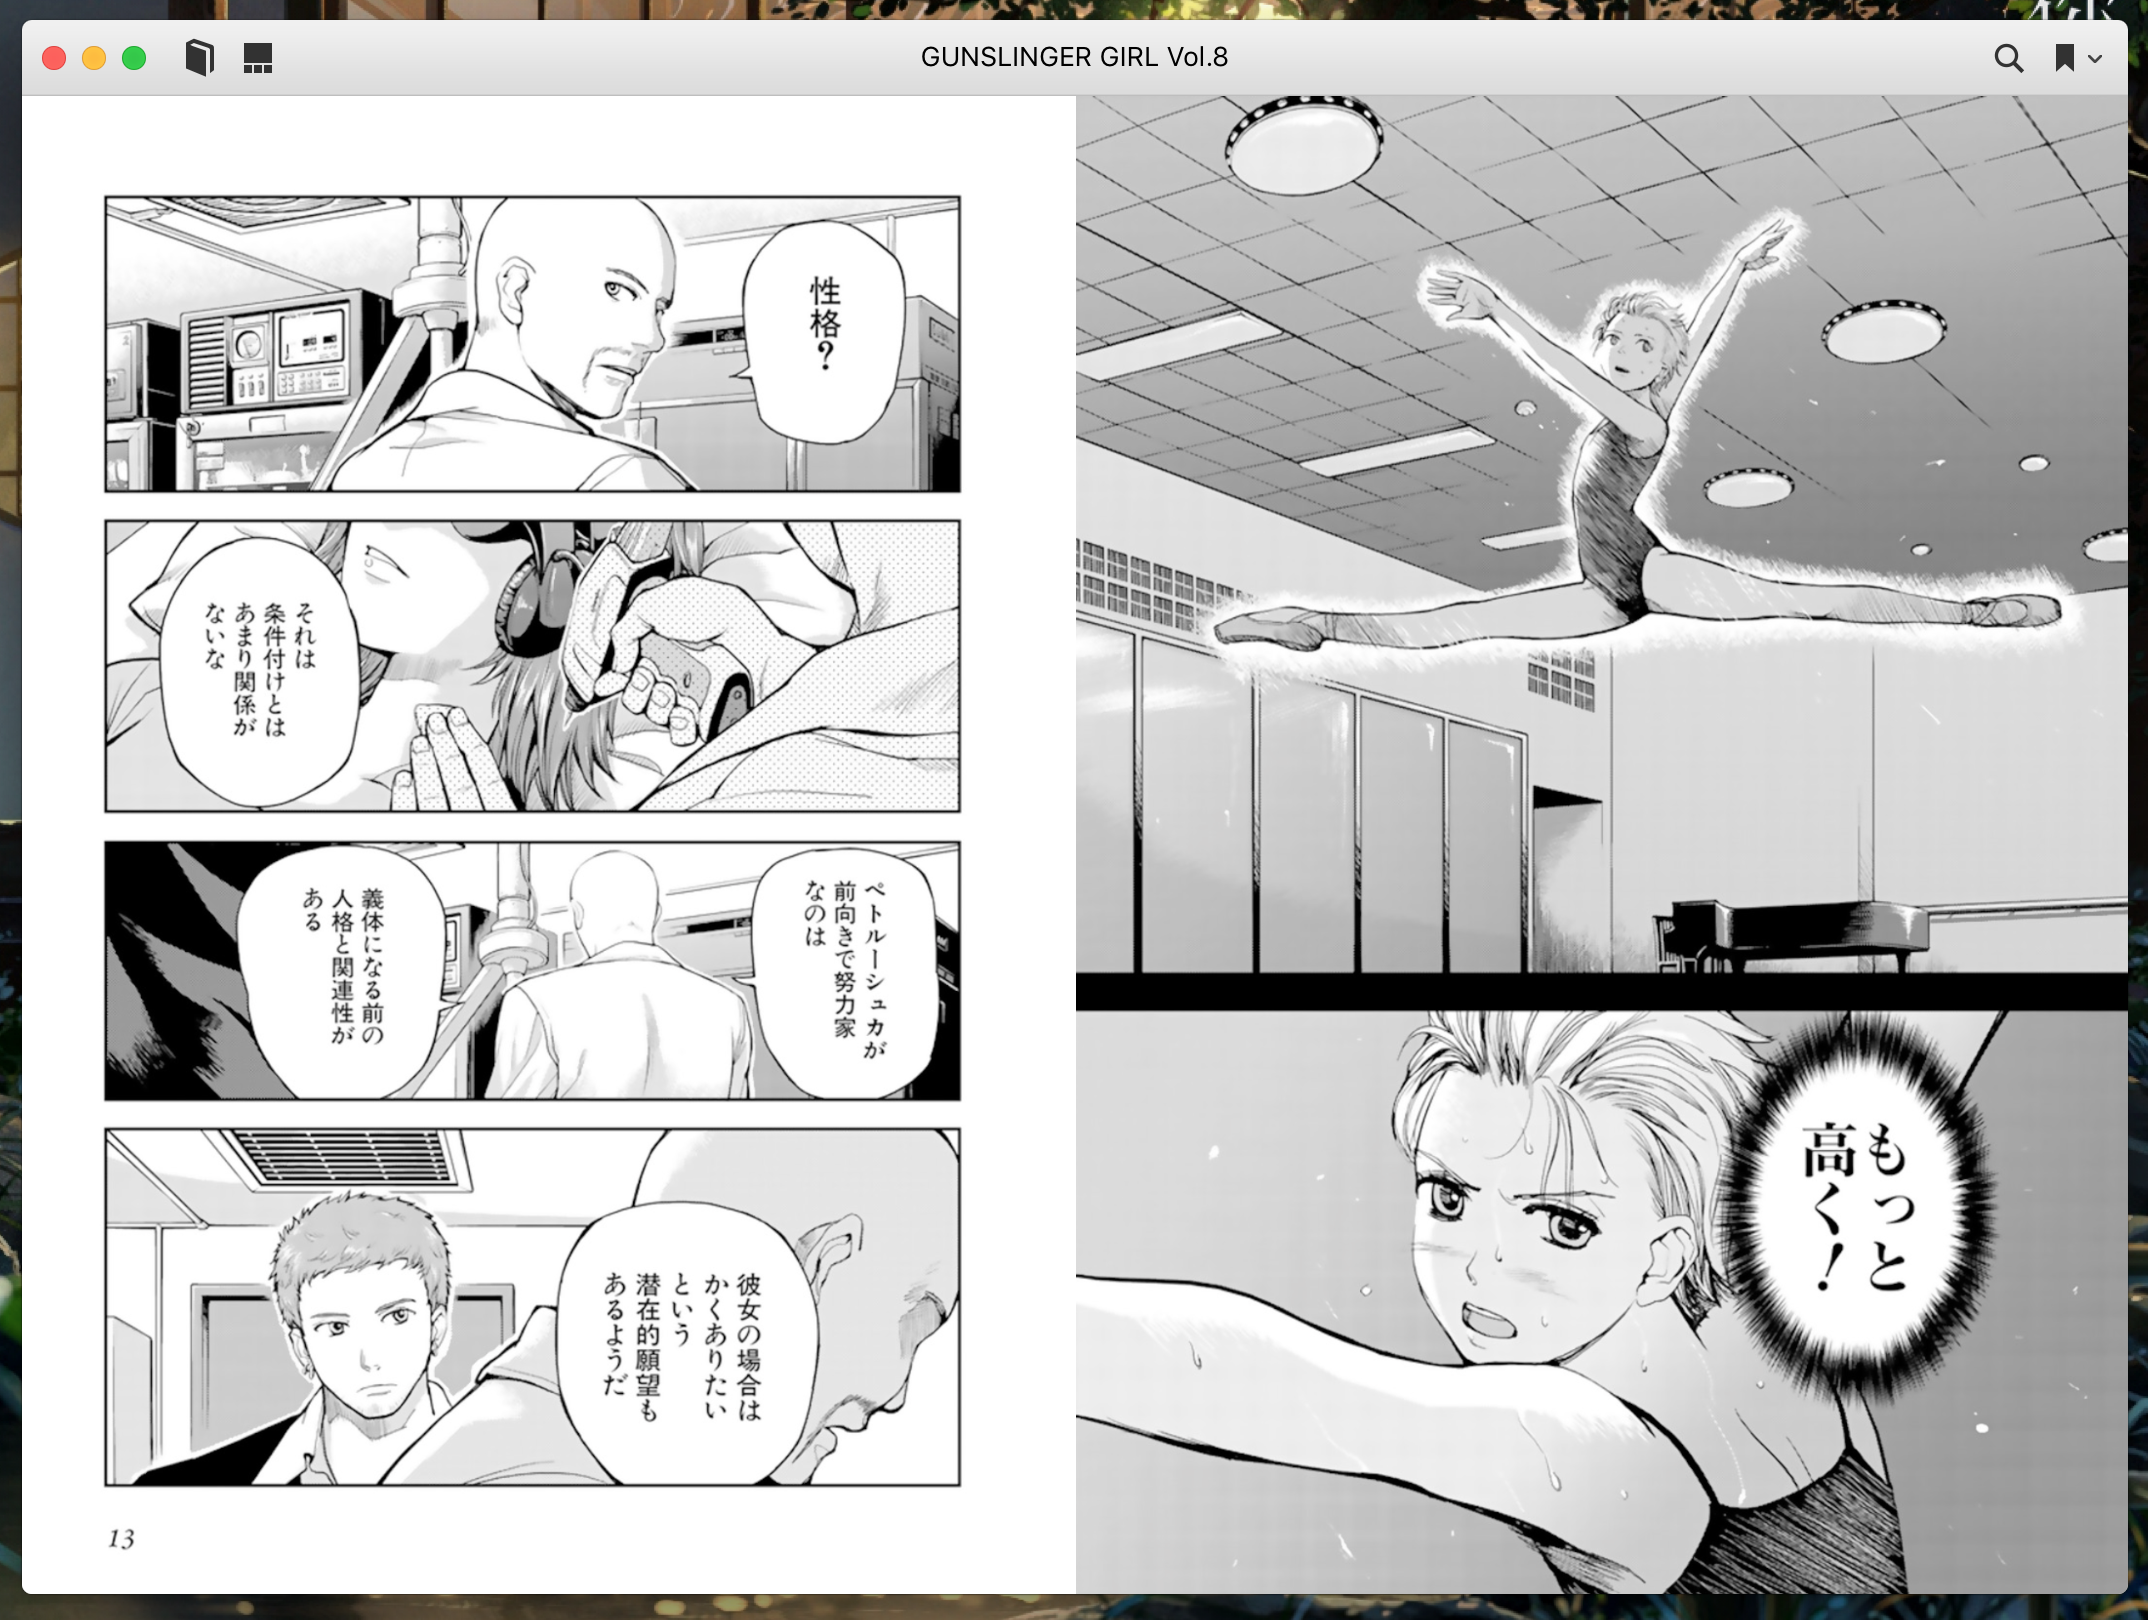 GUNSLINGER GIRL Vol.8
もっと
高く！
性格？
それは
条件付けとは
あまり関係が
ないな
ペトルーシュカが
前向きで努力家
なのは
義体になる前の
人格と関連性が
ある
彼女の場合は
かくありたい
という
潜在的願望も
あるようだ
13